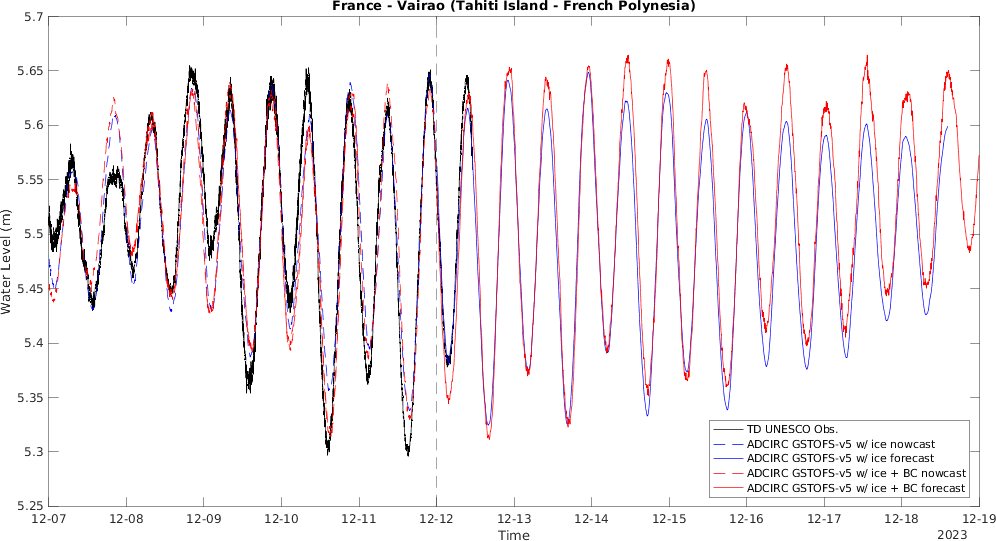 France - Vairao (Tahiti Island - French Polynesia)
5.7
5.65
5.6
5.55
5.5
5.45
5.4
5.35
5.3
5.25
Water Level (m)
TD UNESCO Obs.
ADCIRC GSTOFS-v5 w/ ice nowcast
ADCIRC GSTOFS-v5 w/ ice forecast
ADCIRC GSTOFS-v5 w/ ice + BC nowcast
ADCIRC GSTOFS-v5 w/ ice + BC forecast
12-07 12-08 12-09 12-10 12-11 12-12 12-13 12-14 12-15 12-16 12-17 12-18 12-19
Time
2023